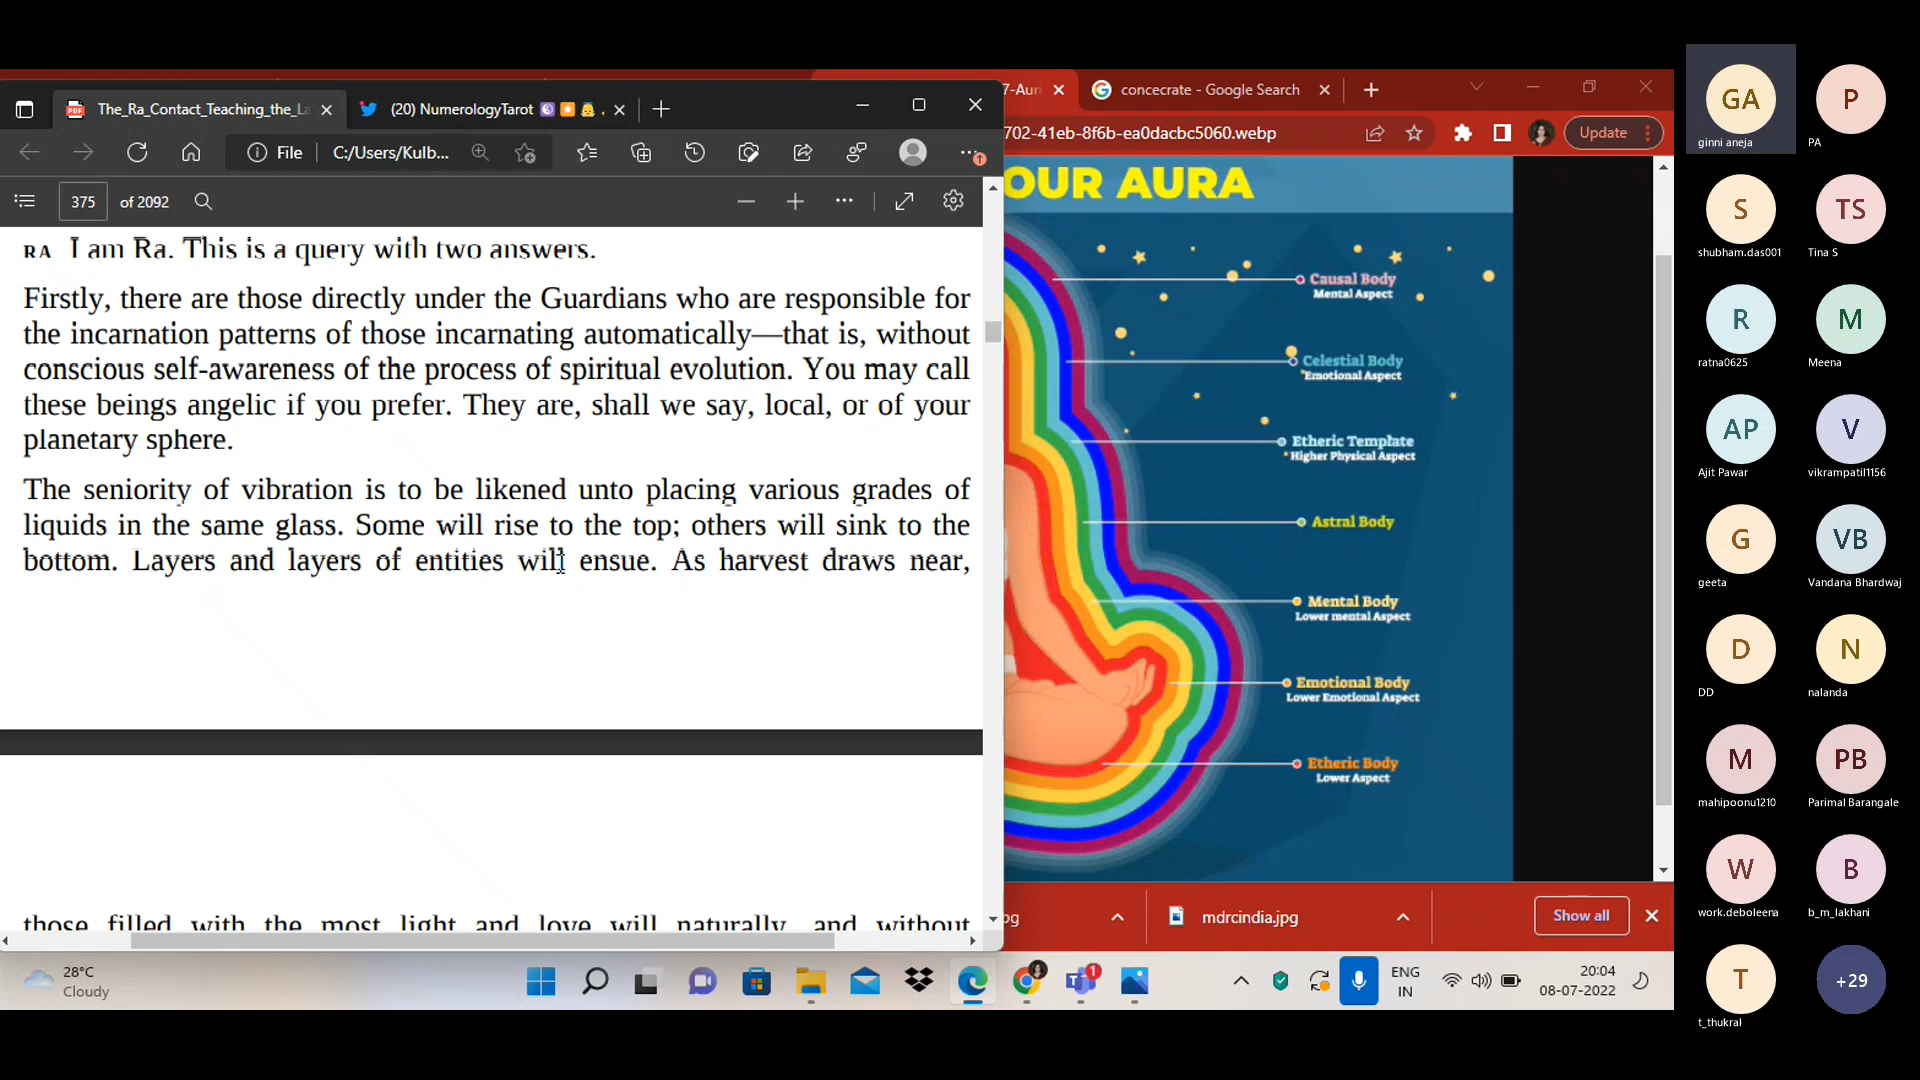 The_Ra_Contact_Teaching_the_La
(20) NumerologyTarot
File
C:/Users/Kulb...
375
of 2092
RA I am Ra. This is a query with two answers.
Firstly, there are those directly under the Guardians who are responsible for
the incarnation patterns of those incarnating automatically—that is, without
conscious self-awareness of the process of spiritual evolution. You may call
these beings angelic if you prefer. They are, shall we say, local, or of your
planetary sphere.
The seniority of vibration is to be likened unto placing various grades of
liquids in the same glass. Some will rise to the top; others will sink to the
bottom. Layers and layers of entities will ensue. As harvest draws near,
those filled with the most light and love will naturally, and without
7-Auri
concecrate - Google Search
702-41eb-8f6b-ea0dacbc5060.webp
Update
OUR AURA
Causal Body
Mental Aspect
Celestial Body
Emotional Aspect
Etheric Template
Higher Physical Aspect
Astral Body
Mental Body
Lower mental Aspect
Emotional Body
Lower Emotional Aspect
Etheric Body
Lower Aspect
mdrcindia.jpg
Show all
28°C
Cloudy
1
ENG
IN
20:04
08-07-2022
GA
ginni aneja
P
PA
S
shubham.das001
TS
Tina S
R
ratna0625
M
Meena
AP
Ajit Pawar
V
vikrampatil1156
G
geeta
VB
Vandana Bhardwaj
D
DD
N
nalanda
M
mahipoonu1210
PB
Parimal Barangale
W
work.deboleena
B
b_m_lakhani
T
t_thukral
+29